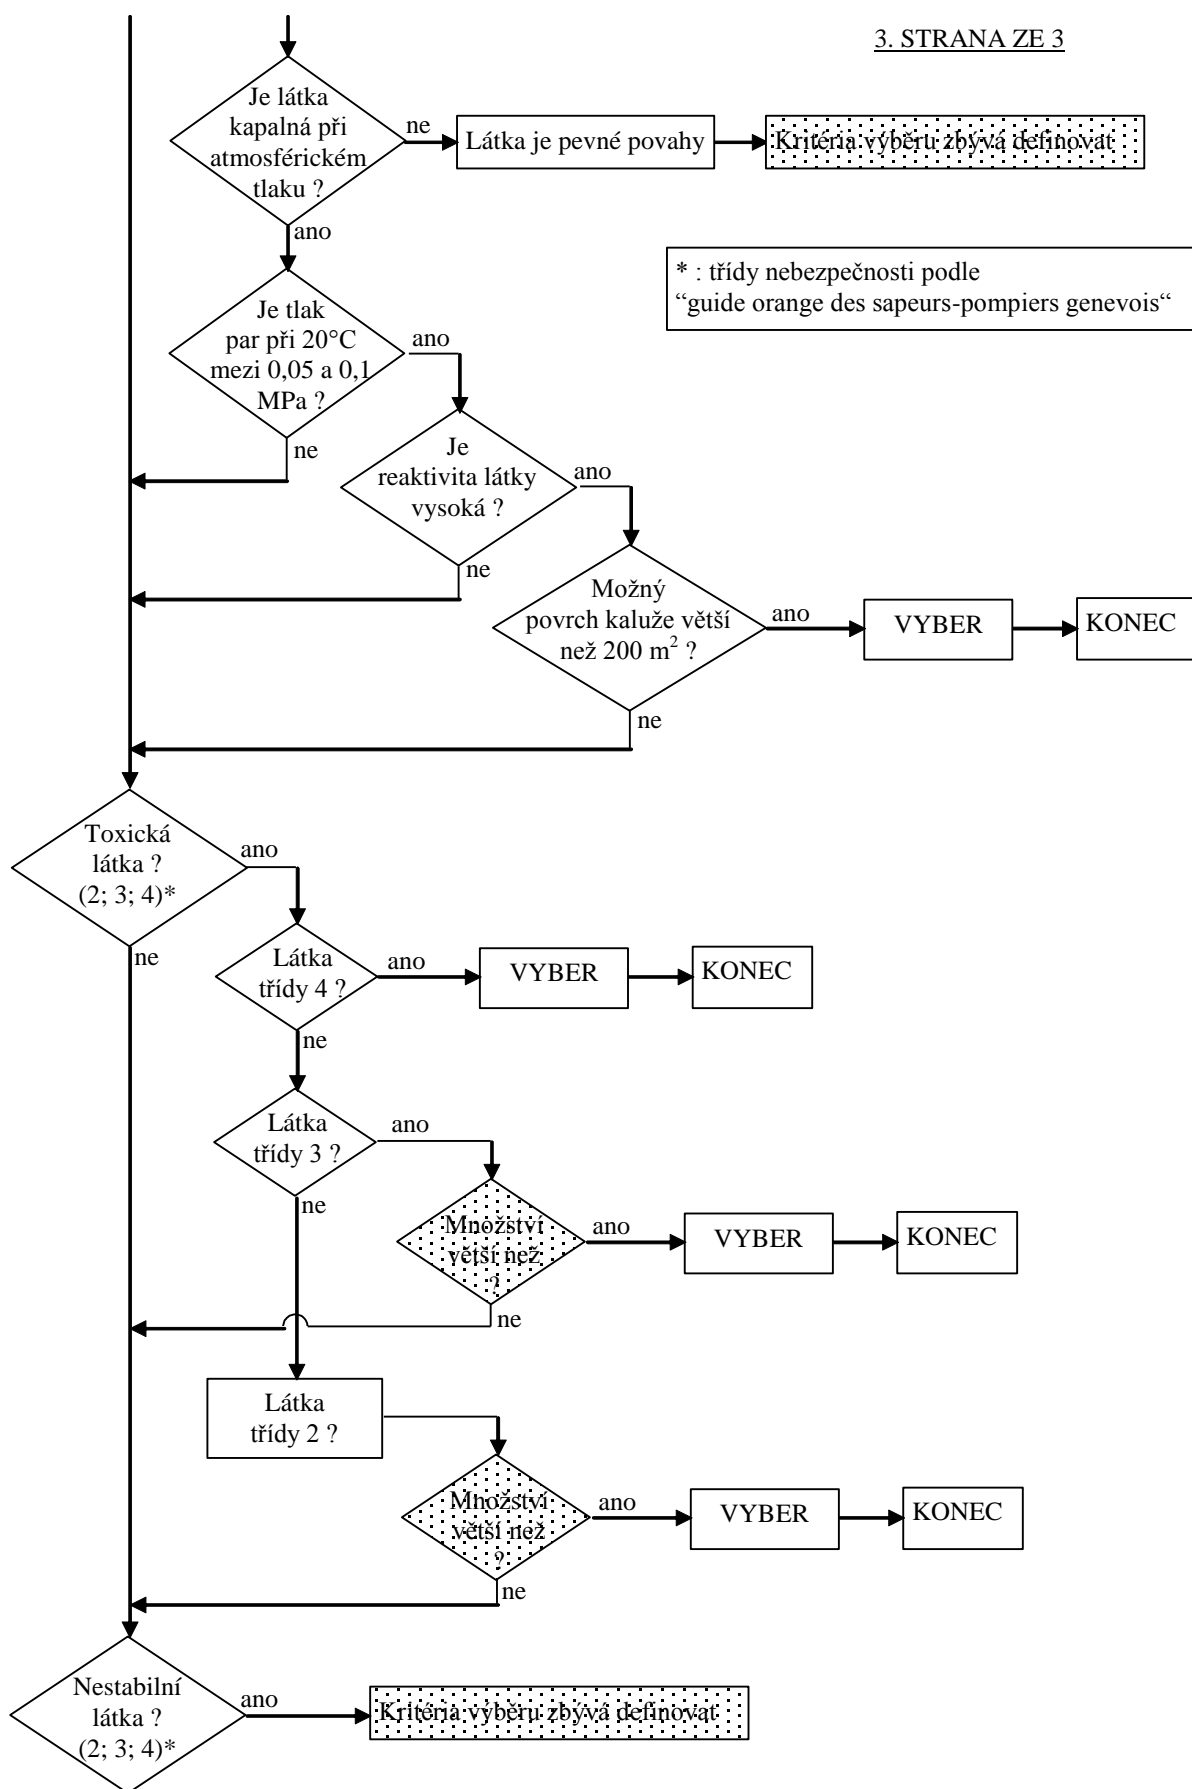 3. STRANA ZE 3
Je látka
kapalná při
atmosférickém
tlaku ?
ne
Látka je pevné povahy
Kritéria výběru zbývá definovat
ano
* : třídy nebezpečnosti podle
“guide orange des sapeurs-pompiers genevois“
Je tlak
par při 20°C
mezi 0,05 a 0,1
MPa ?
ano
ne
Je
reaktivita látky
vysoká ?
ano
ne
Možný
povrch kaluže větší
než 200 m² ?
ano
VYBER
KONEC
ne
Toxická
látka ?
(2; 3; 4)*
ano
ne
Látka
třídy 4 ?
ano
VYBER
KONEC
ne
Látka
třídy 3 ?
ano
ne
Množství
větší než
?
ano
VYBER
KONEC
ne
Látka
třídy 2 ?
Množství
větší než
?
ano
VYBER
KONEC
ne
Nestabilní
látka ?
(2; 3; 4)*
ano
Kritéria výběru zbývá definovat